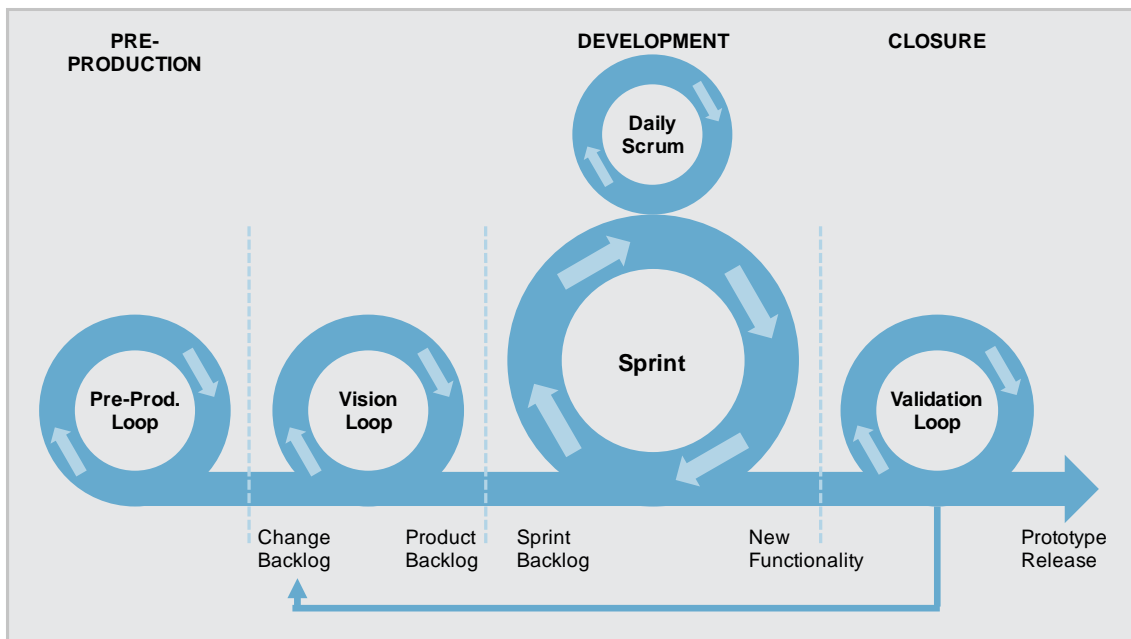 PRE-
PRODUCTION
DEVELOPMENT
CLOSURE
Daily
Scrum
Pre-Prod.
Loop
Vision
Loop
Sprint
Validation
Loop
Change
Backlog
Product
Backlog
Sprint
Backlog
New
Functionality
Prototype
Release